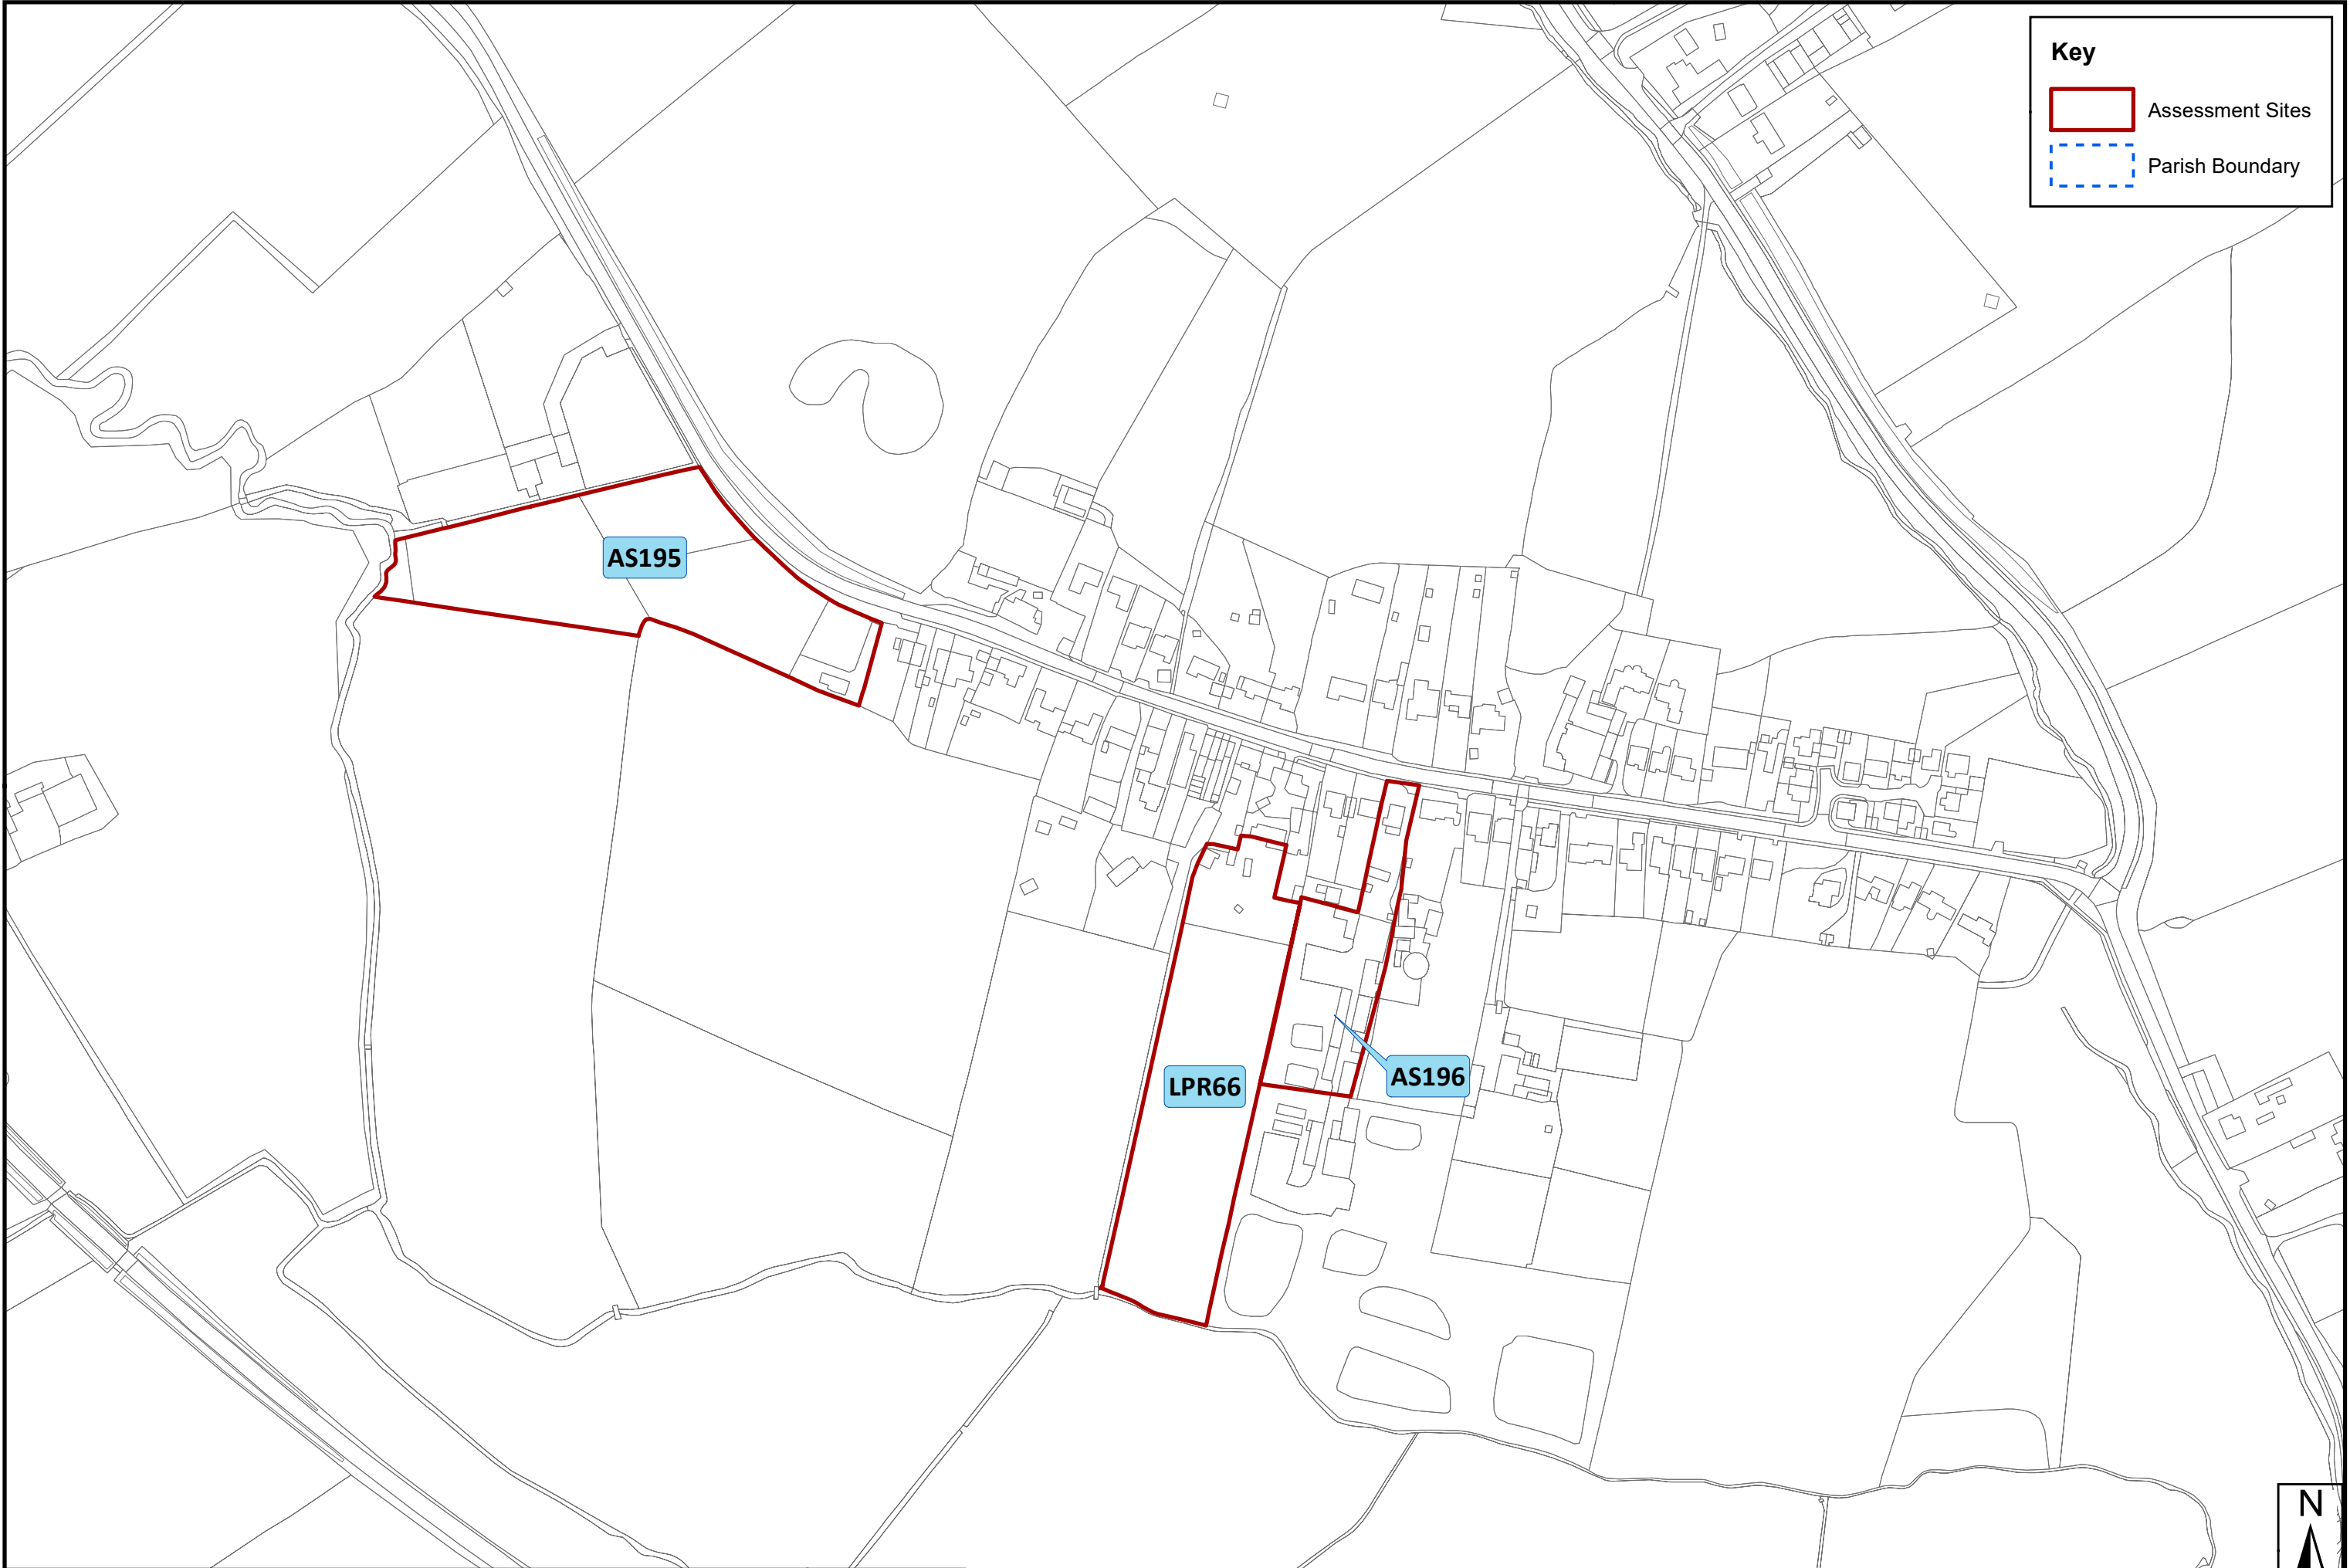 Key
Assessment Sites
Parish Boundary
AS195
LPR66
AS196
N